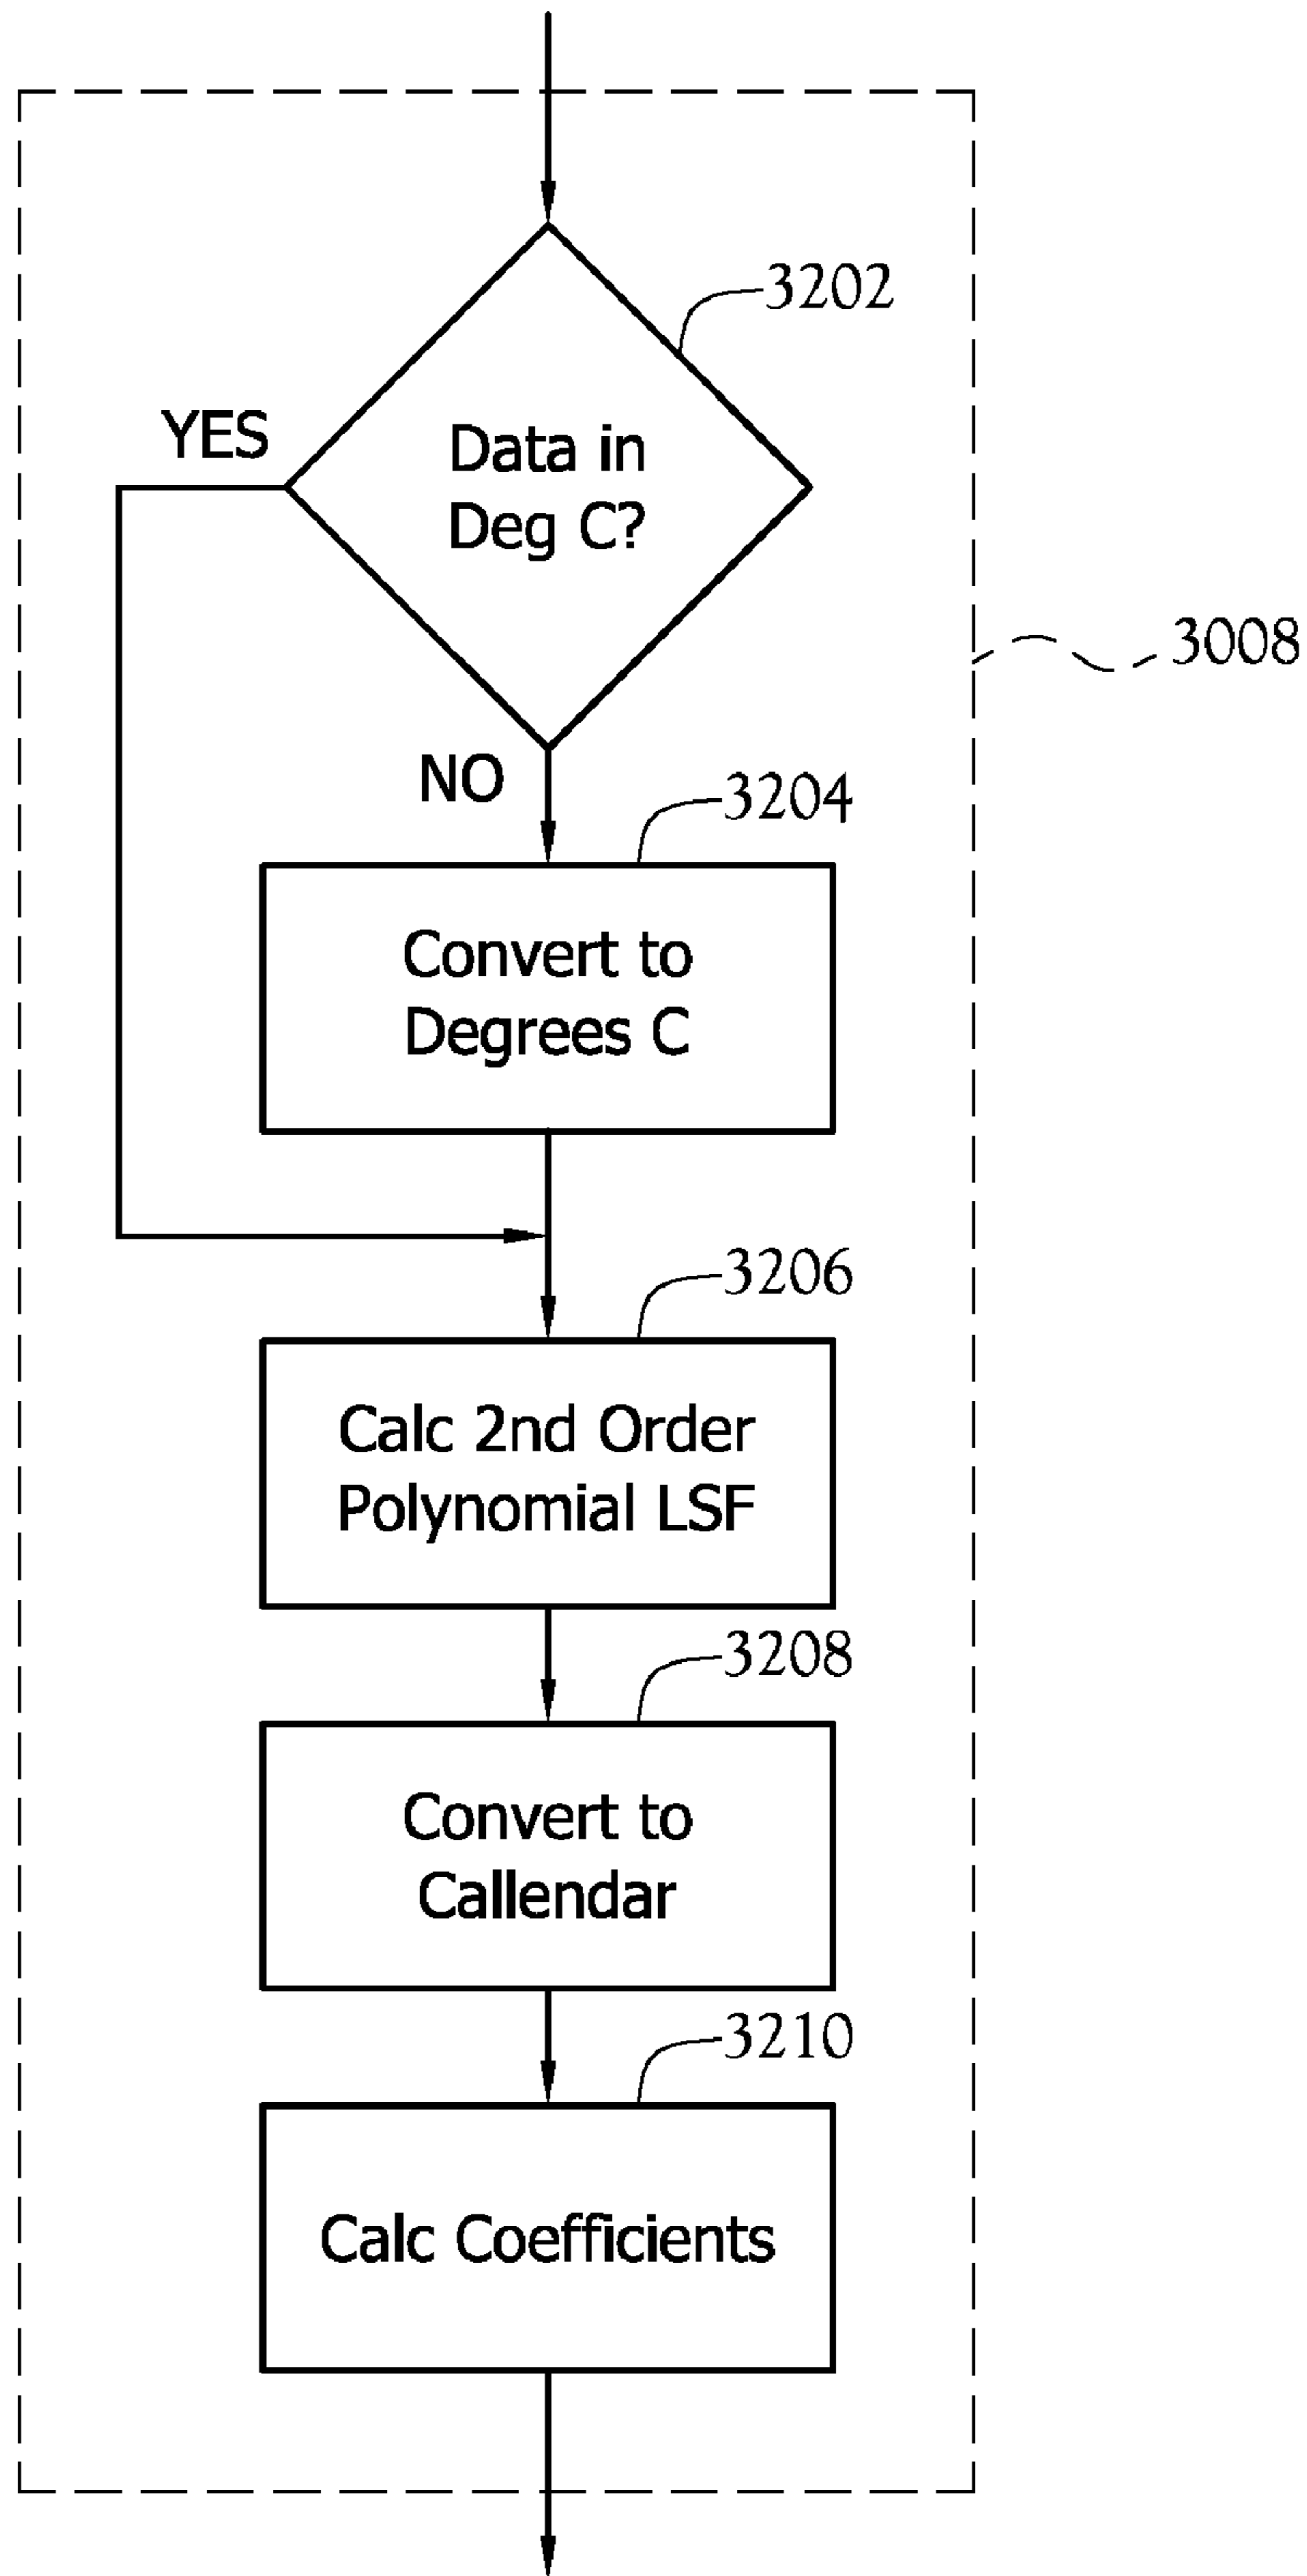 3202
YES
Data in
Deg C?
3008
NO
3204
Convert to
Degrees C
3206
Calc 2nd Order
Polynomial LSF
3208
Convert to
Callendar
3210
Calc Coefficients